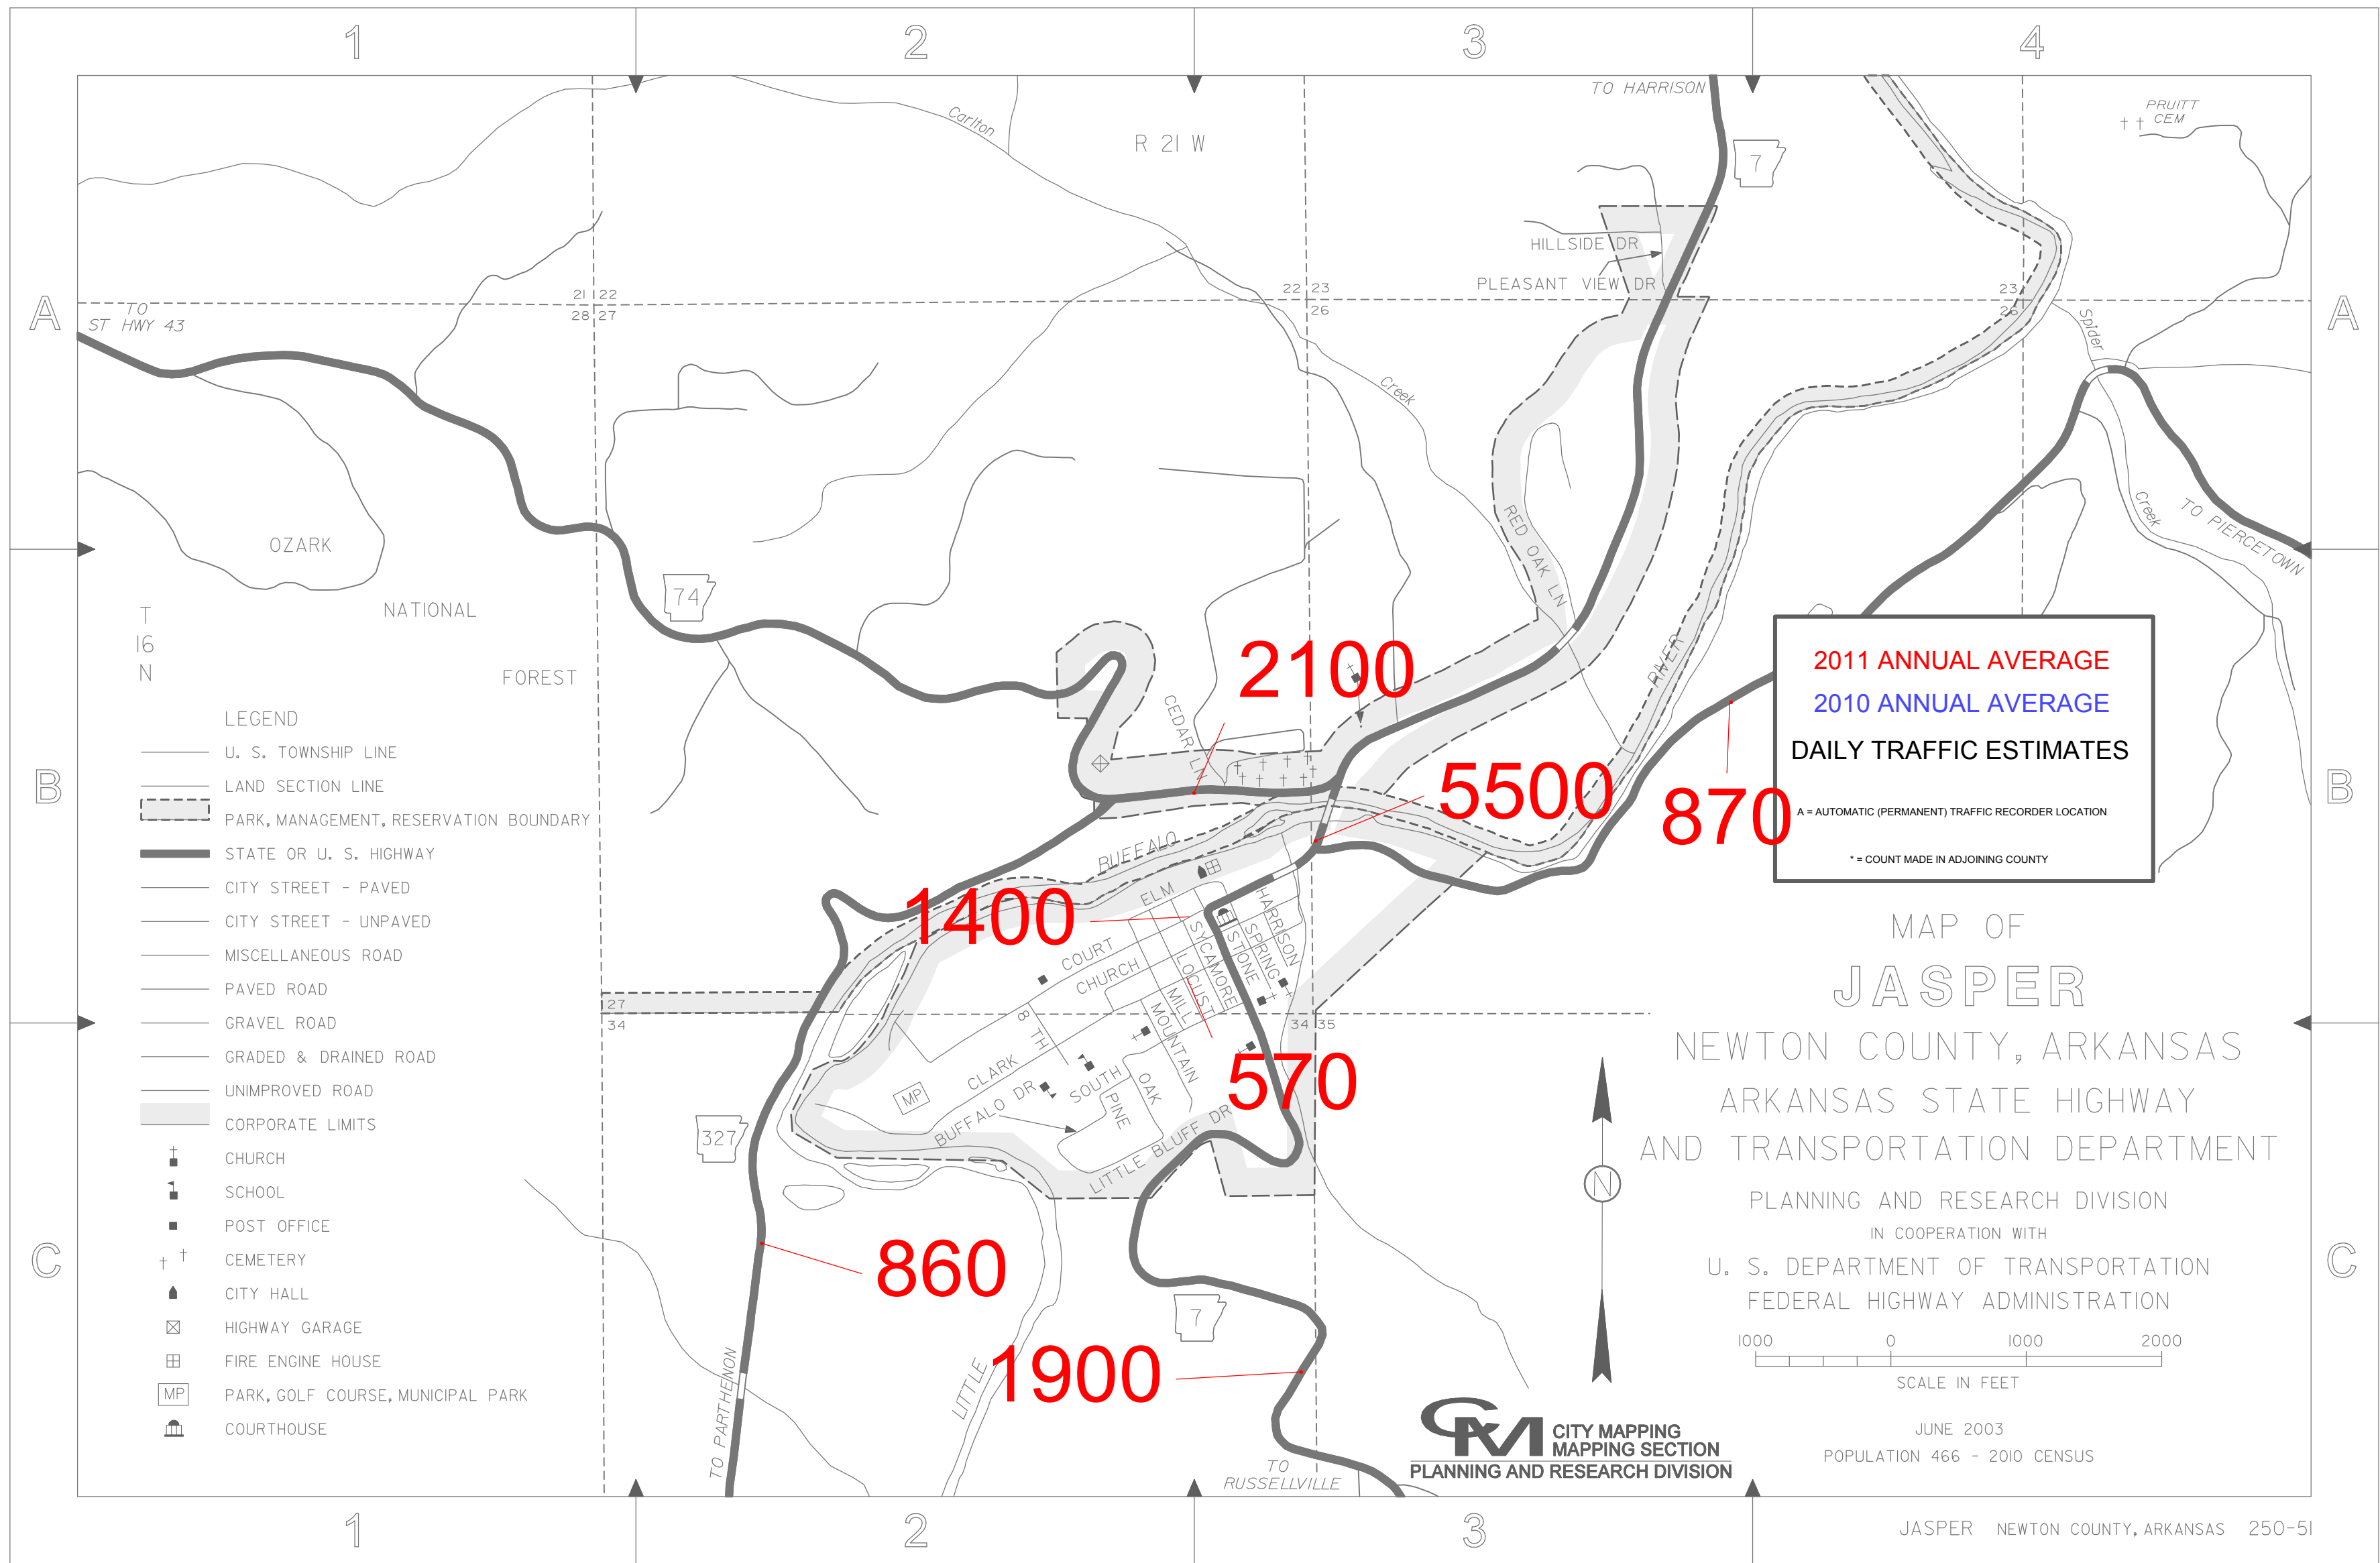 1
2
3
4
TO HARRISON
PRUITT
CEM
Carlton
R 21 W
7
HILLSIDE DR
PLEASANT VIEW DR
21 22
28 27
22 23
26
23
26
A
A
TO
ST HWY 43
Spider
Creek
Creek
TO PIERCETOWN
RED OAK LN
OZARK
NATIONAL
FOREST
T
16
N
74
2100
CEDAR LN
RIVER
5500
870
2011 ANNUAL AVERAGE
2010 ANNUAL AVERAGE
DAILY TRAFFIC ESTIMATES
A = AUTOMATIC (PERMANENT) TRAFFIC RECORDER LOCATION
* = COUNT MADE IN ADJOINING COUNTY
B
B
LEGEND
U. S. TOWNSHIP LINE
LAND SECTION LINE
PARK, MANAGEMENT, RESERVATION BOUNDARY
STATE OR U. S. HIGHWAY
CITY STREET - PAVED
CITY STREET - UNPAVED
MISCELLANEOUS ROAD
PAVED ROAD
GRAVEL ROAD
GRADED & DRAINED ROAD
UNIMPROVED ROAD
CORPORATE LIMITS
CHURCH
SCHOOL
POST OFFICE
CEMETERY
CITY HALL
HIGHWAY GARAGE
FIRE ENGINE HOUSE
MP
PARK, GOLF COURSE, MUNICIPAL PARK
COURTHOUSE
BUFFALO
1400
ELM
COURT
CHURCH
HARRISON
SPRING
STONE
SYCAMORE
LOCUST
MILL
MOUNTAIN
27
34
34 35
8 TH
CLARK
BUFFALO DR
SOUTH
OAK
PINE
MP
LITTLE BLUFF DR
570
327
860
7
1900
LITTLE
TO PARTHENON
TO
RUSSELLVILLE
N
C
C
MAP OF
JASPER
NEWTON COUNTY, ARKANSAS
ARKANSAS STATE HIGHWAY
AND TRANSPORTATION DEPARTMENT
PLANNING AND RESEARCH DIVISION
IN COOPERATION WITH
U. S. DEPARTMENT OF TRANSPORTATION
FEDERAL HIGHWAY ADMINISTRATION
1000 0 1000 2000
SCALE IN FEET
JUNE 2003
POPULATION 466 - 2010 CENSUS
CM
CITY MAPPING
MAPPING SECTION
PLANNING AND RESEARCH DIVISION
1
2
3
JASPER NEWTON COUNTY, ARKANSAS 250-51